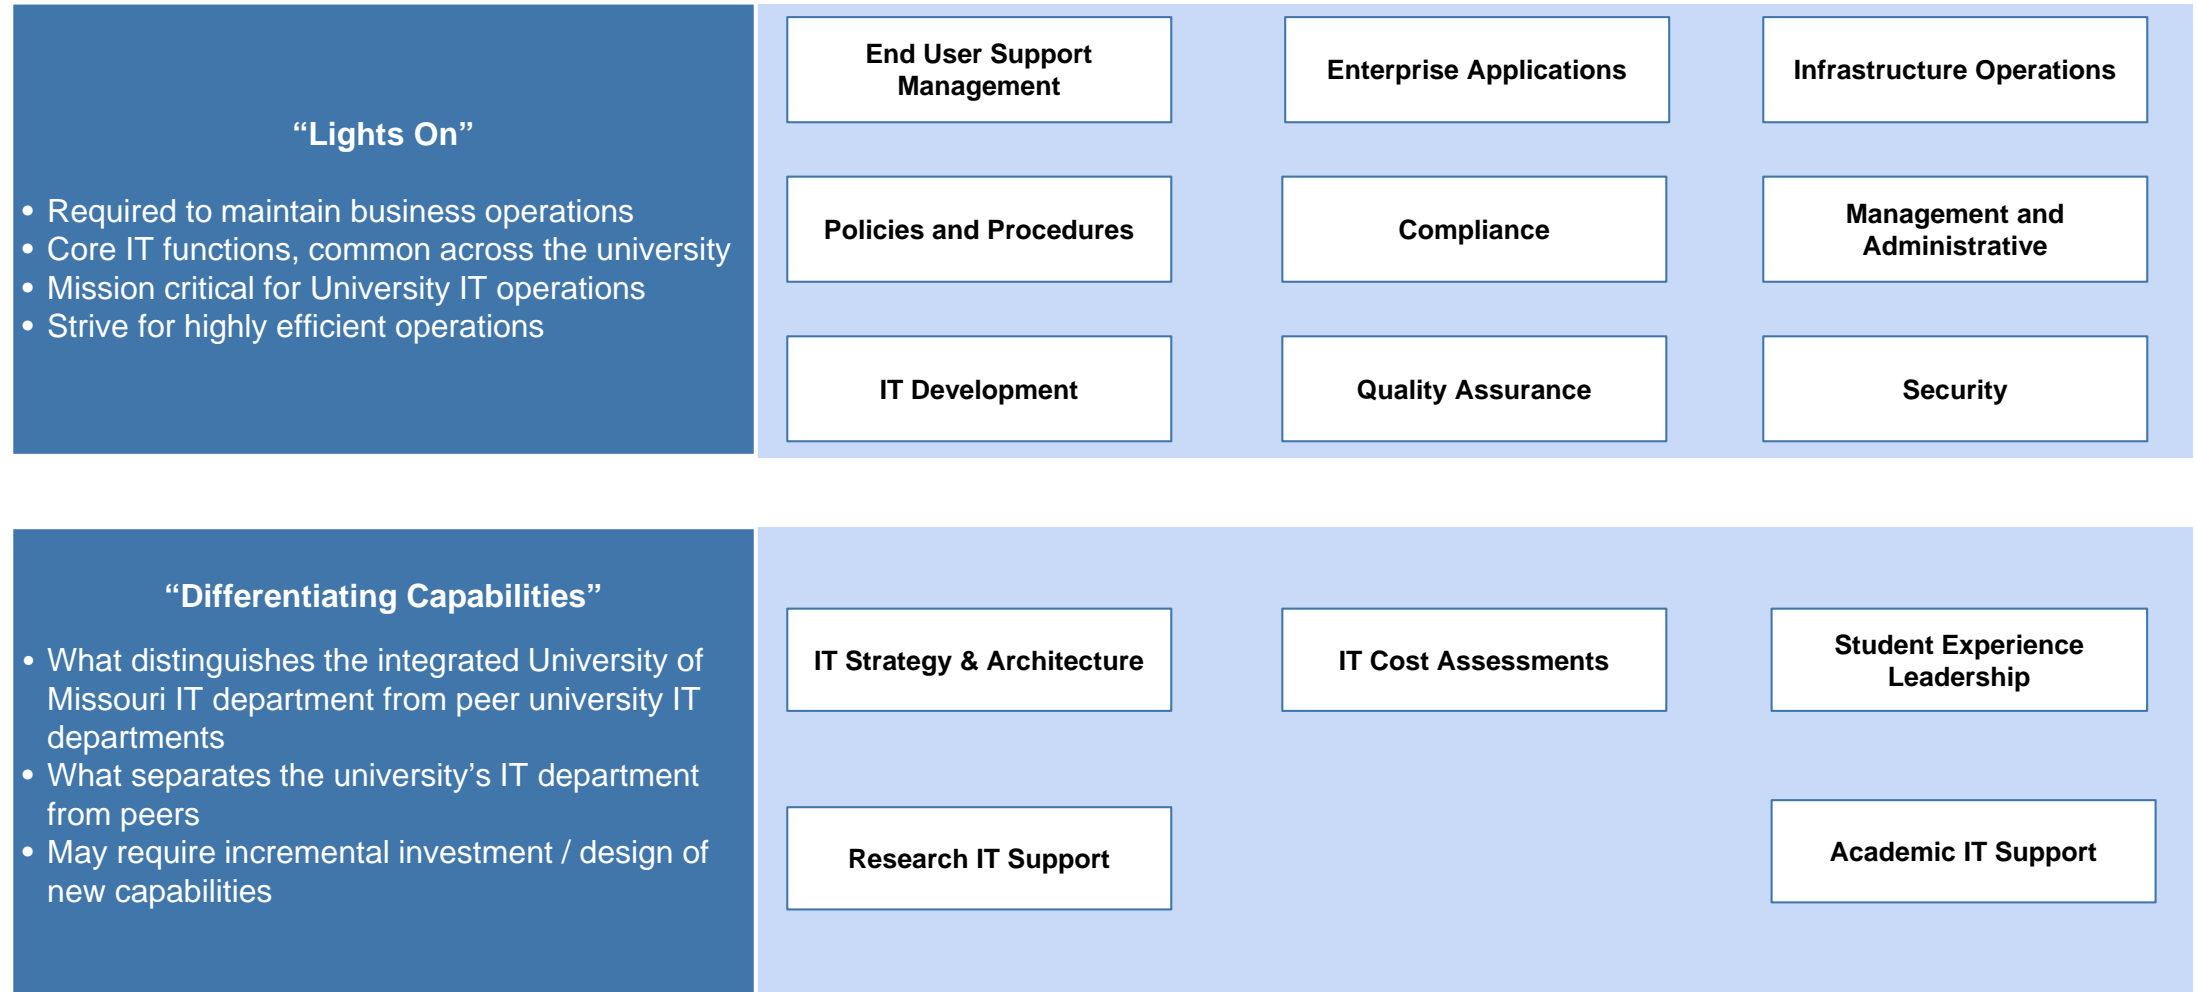 “Lights On”
• Required to maintain business operations
• Core IT functions, common across the university
• Mission critical for University IT operations
• Strive for highly efficient operations
End User Support
Management
Enterprise Applications
Infrastructure Operations
Policies and Procedures
Compliance
Management and
Administrative
IT Development
Quality Assurance
Security
“Differentiating Capabilities”
• What distinguishes the integrated University of
Missouri IT department from peer university IT
departments
• What separates the university’s IT department
from peers
• May require incremental investment / design of
new capabilities
IT Strategy & Architecture
IT Cost Assessments
Student Experience
Leadership
Research IT Support
Academic IT Support